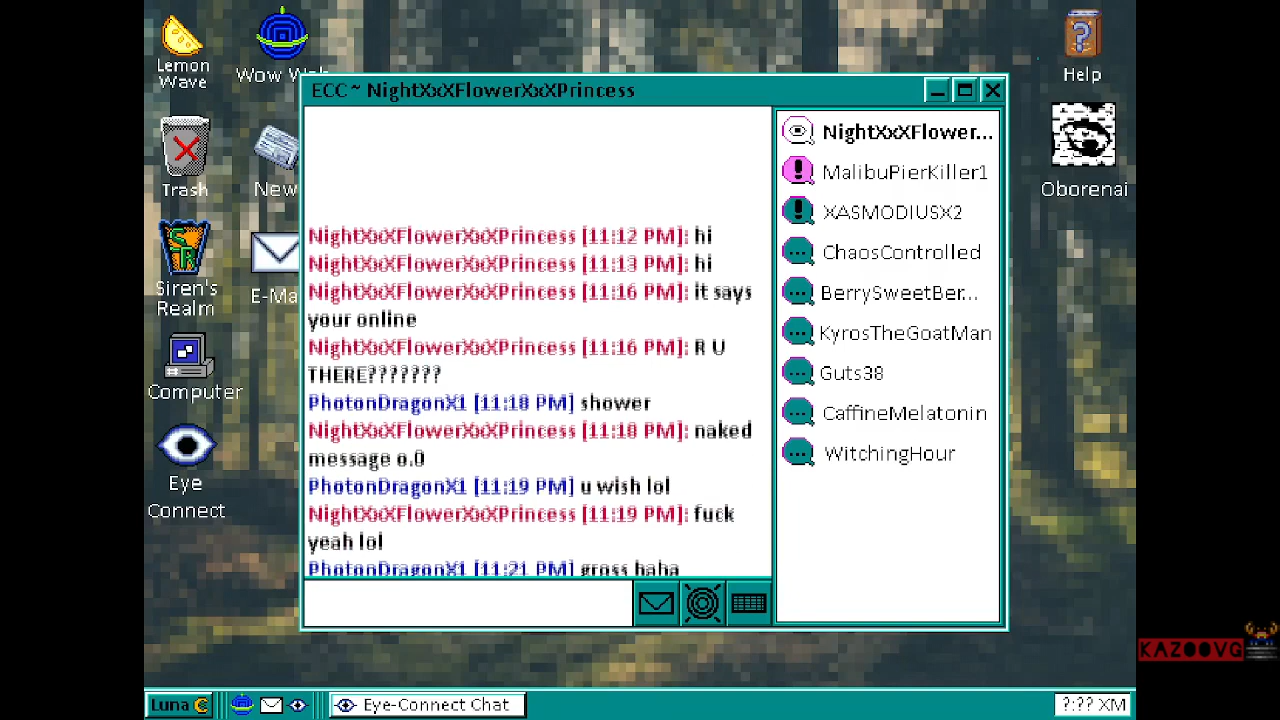 Lemon
Wave
Wow W
Help
ECC ~ NightXxXFlowerXxXPrincess
Trash
New
Oborenai
Siren's
Realm
E-Ma
Computer
Eye
Connect
NightXxXFlowerXxXPrincess [11:12 PM]: hi
NightXxXFlowerXxXPrincess [11:13 PM]: hi
NightXxXFlowerXxXPrincess [11:16 PM]: it says
your online
NightXxXFlowerXxXPrincess [11:16 PM]: R U
THERE???????
PhotonDragonX1 [11:18 PM] shower
NightXxXFlowerXxXPrincess [11:18 PM]: naked
message o.0
PhotonDragonX1 [11:19 PM] u wish lol
NightXxXFlowerXxXPrincess [11:19 PM]: fuck
yeah lol
PhotonDragonX1 [11:21 PM] gross haha
NightXxXFlower...
MalibuPierKiller1
XASMODIUSX2
ChaosControlled
BerrySweetBer...
KyrosTheGoatMan
Guts38
CaffineMelatonin
WitchingHour
KAZOOVG
Luna
Eye-Connect Chat
?:?? XM